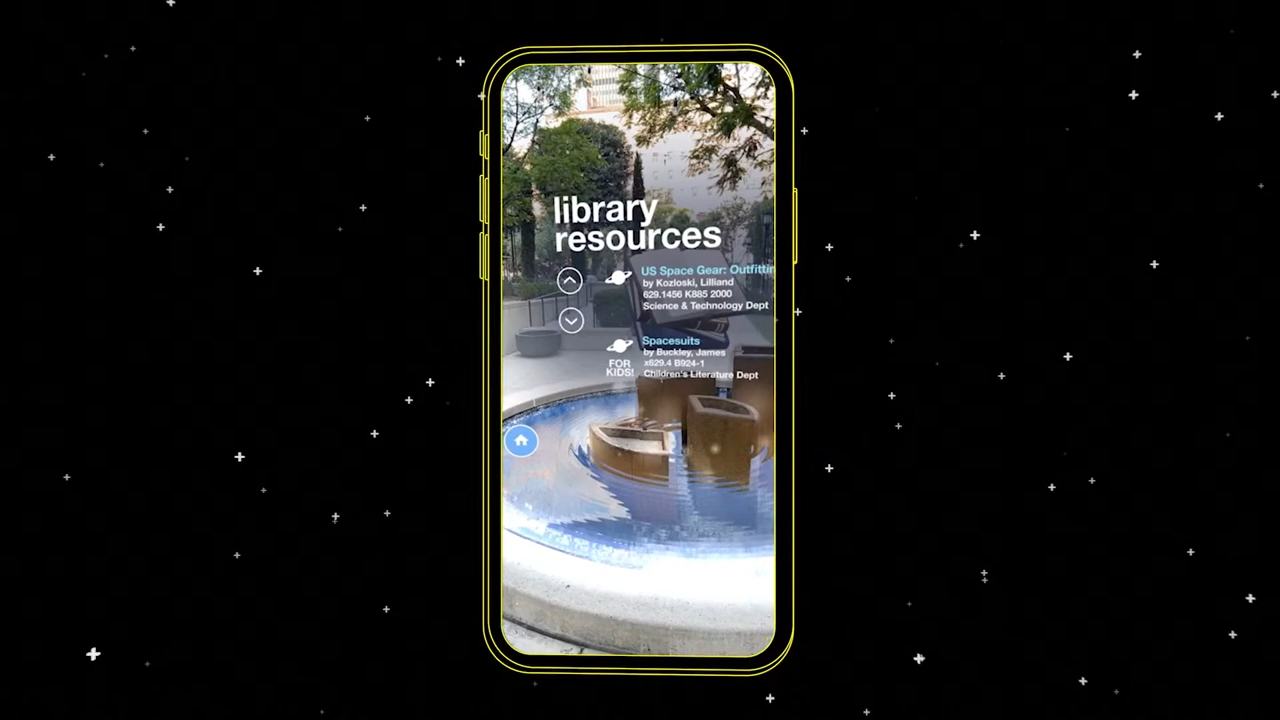 library
resources
US Space Gear: Outfittin
by Kozloski, Lilliand
629.1456 K885 2000
Science & Technology Dept
Spacesuits
by Buckley, James
x629.4 B924-1
Children's Literature Dept
FOR
KIDS!